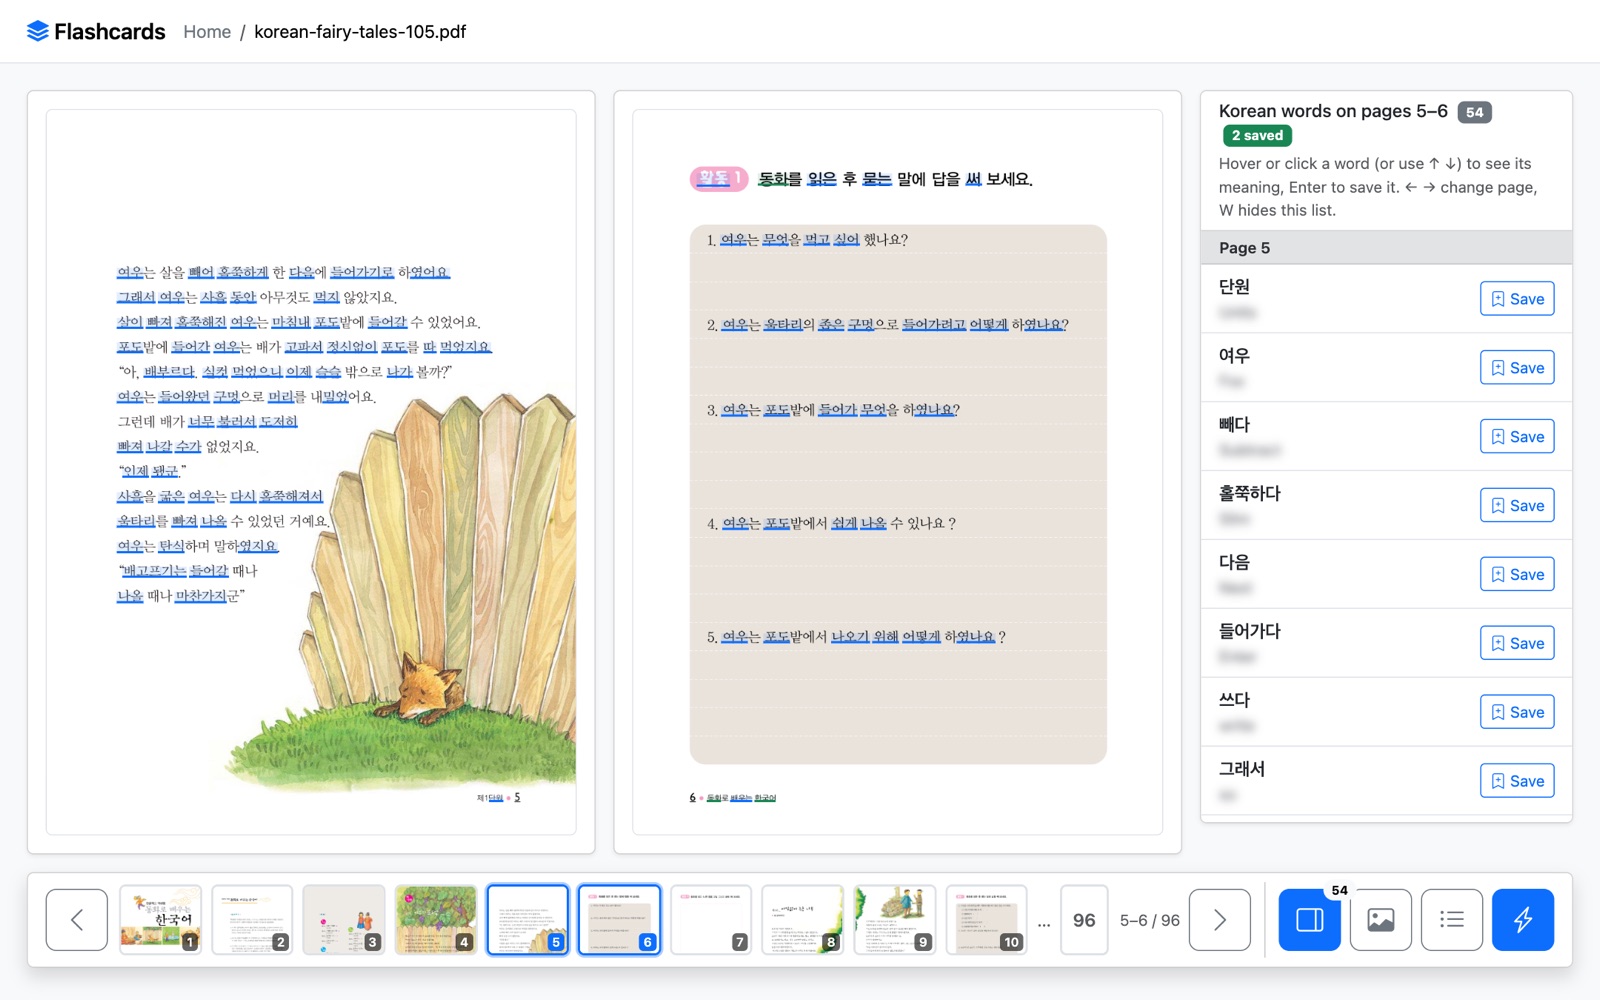 Flashcards Home / korean-fairy-tales-105.pdf
여우는 살을 빼어 홀쭉하게 한 다음에 들어가기로 하였어요.
그래서 여우는 사흘 동안 아무것도 먹지 않았지요.
살이 빠져 홀쭉해진 여우는 마침내 포도밭에 들어갈 수 있었어요.
포도밭에 들어간 여우는 배가 고파서 정신없이 포도를 따 먹었지요.
“아, 배부르다. 실컷 먹었으니 이제 슬슬 밖으로 나가 볼까?”
여우는 들어왔던 구멍으로 머리를 내밀었어요.
그런데 배가 너무 불러서 도저히
빠져 나갈 수가 없었지요.
“인제 됐군.”
사흘을 굶은 여우는 다시 홀쭉해져서
울타리를 빠져 나올 수 있었던 거예요.
여우는 탄식하며 말하였지요.
“배고프기는 들어갈 때나
나올 때나 마찬가지군”
제1단원 5
활동 1 동화를 읽은 후 묻는 말에 답을 써 보세요.
1. 여우는 무엇을 먹고 싶어 했나요?
2. 여우는 울타리의 좁은 구멍으로 들어가려고 어떻게 하였나요?
3. 여우는 포도밭에 들어가 무엇을 하였나요?
4. 여우는 포도밭에서 쉽게 나올 수 있나요 ?
5. 여우는 포도밭에서 나오기 위해 어떻게 하였나요 ?
6 동화로 배우는 한국어
Korean words on pages 5–6 54
2 saved
Hover or click a word (or use ↑ ↓) to see its
meaning, Enter to save it. ← → change page,
W hides this list.
Page 5
단원 Save
여우 Save
빼다 Save
홀쭉하다 Save
다음 Save
들어가다 Save
쓰다 Save
그래서 Save
동화로 배우는
한국어
1 2 3 4 5 6 7 8 9 10 ... 96 5–6 / 96 54